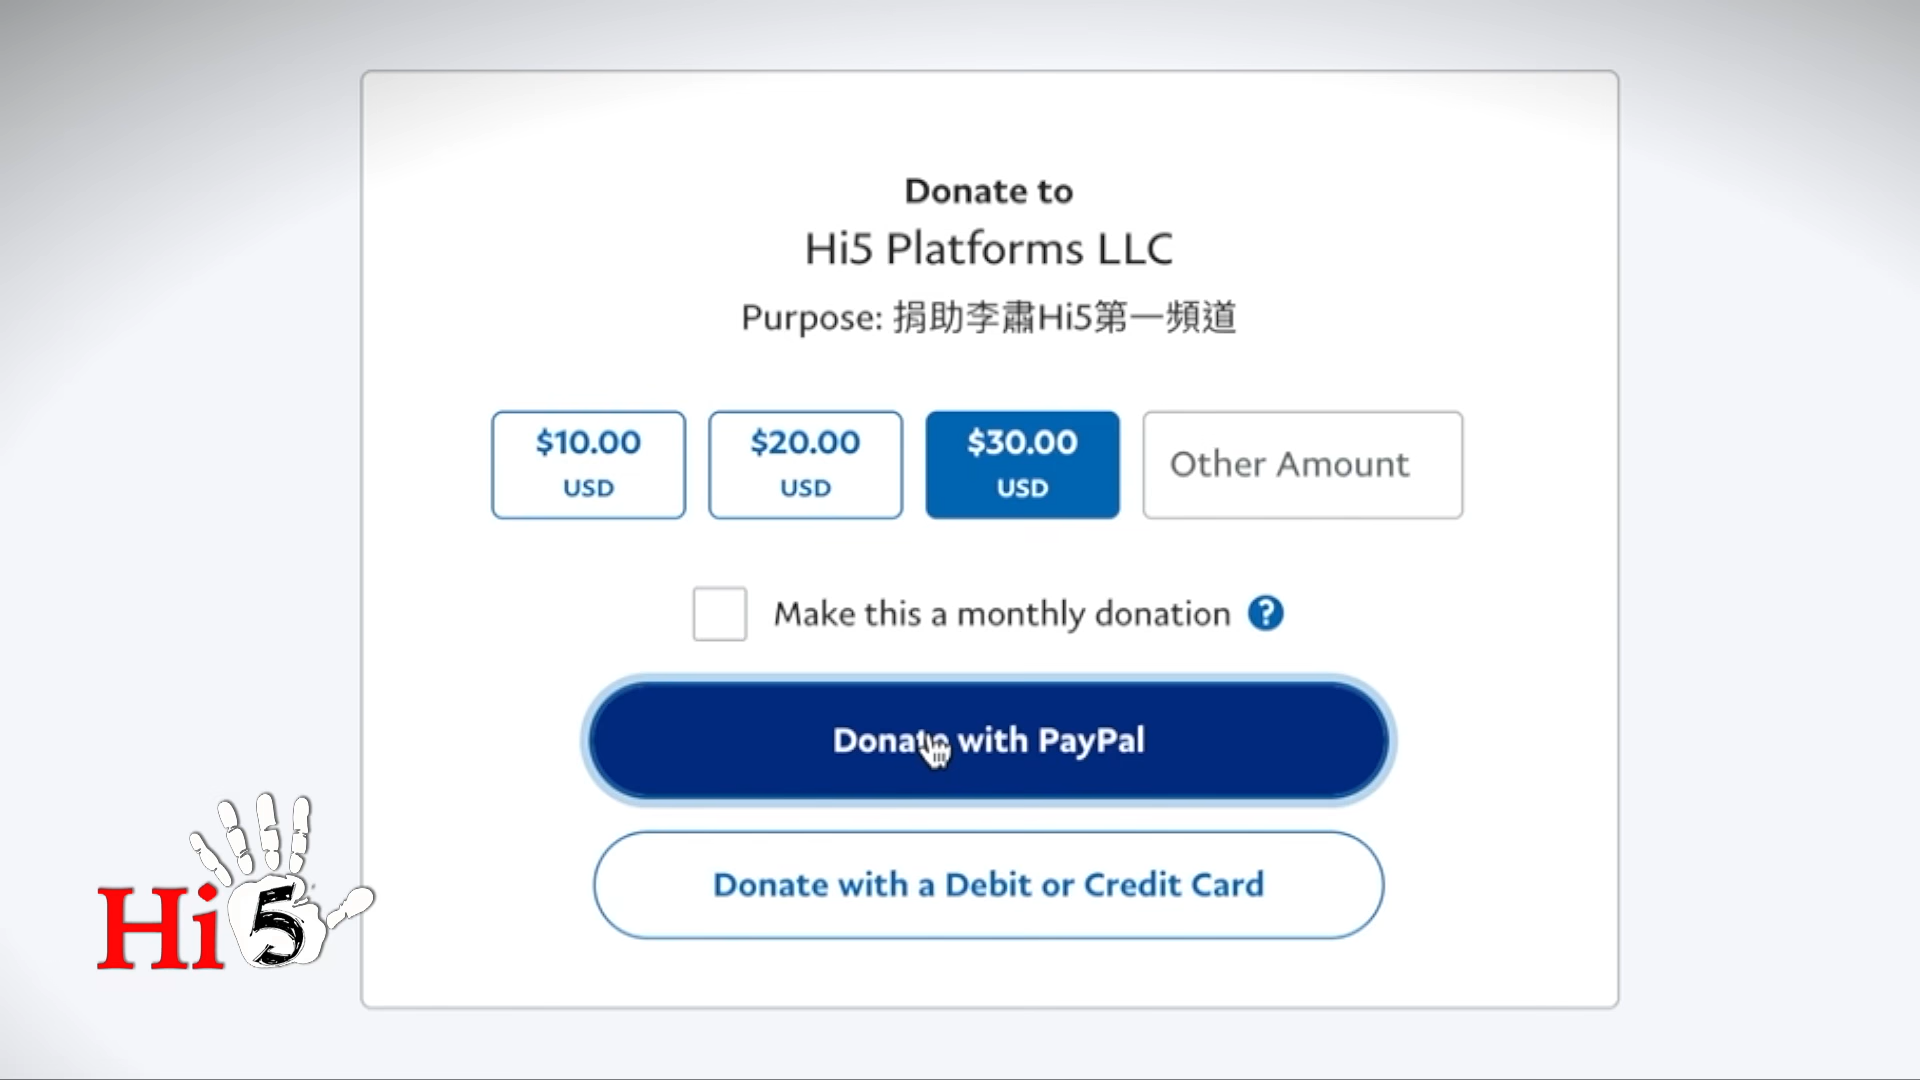 Donate to
Hi5 Platforms LLC
Purpose: 捐助李肅Hi5第一頻道
$10.00
USD
$20.00
USD
$30.00
USD
Other Amount
Make this a monthly donation ?
Donate with PayPal
Donate with a Debit or Credit Card
Hi5